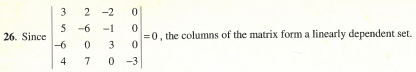 26. Since
3 2 -2 0
5 -6 -1 0
-6 0 3 0
4 7 0 -3
=0, the columns of the matrix form a linearly dependent set.